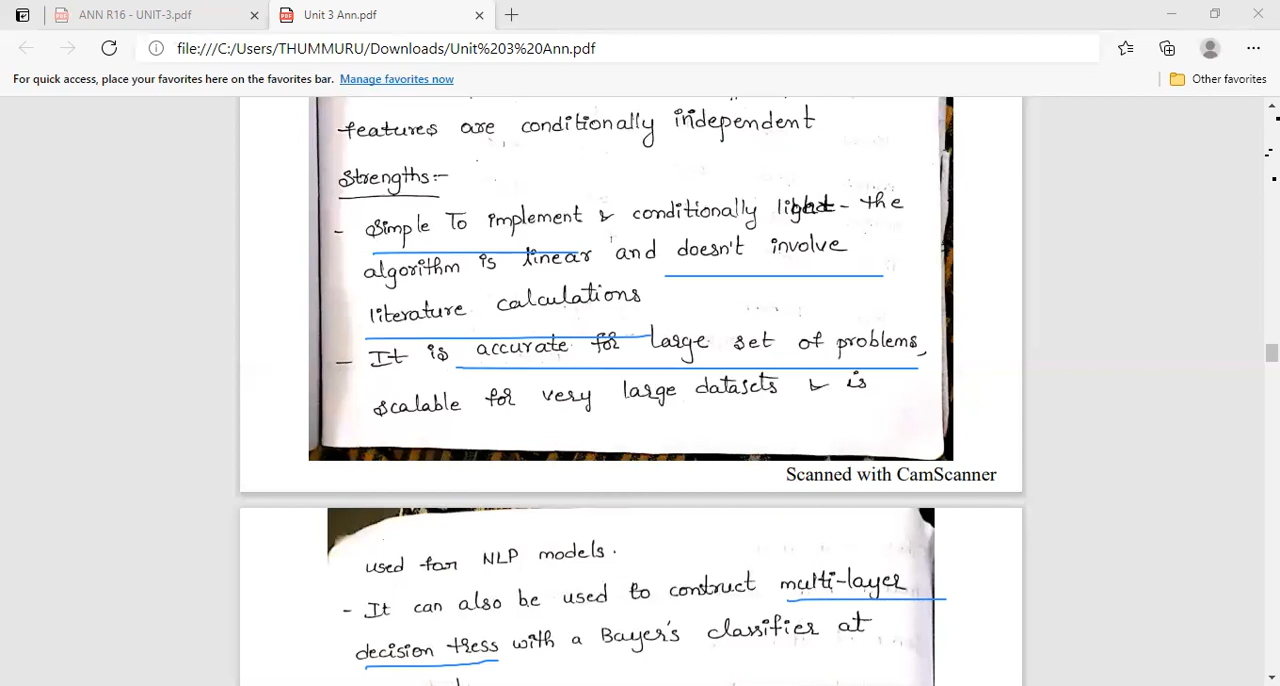 ANN R16 - UNIT-3.pdf
Unit 3 Ann.pdf
file:///C:/Users/THUMMURU/Downloads/Unit%203%20Ann.pdf
For quick access, place your favorites here on the favorites bar. Manage favorites now
Other favorites
features are conditionally independent
Strengths:-
- Simple To implement & conditionally light - the
algorithm is linear and doesn't involve
literature calculations
- It is accurate for large set of problems,
scalable for very large datasets & is
Scanned with CamScanner
used for NLP models.
- It can also be used to construct multi-layer
decision tress with a Bayer's classifier at